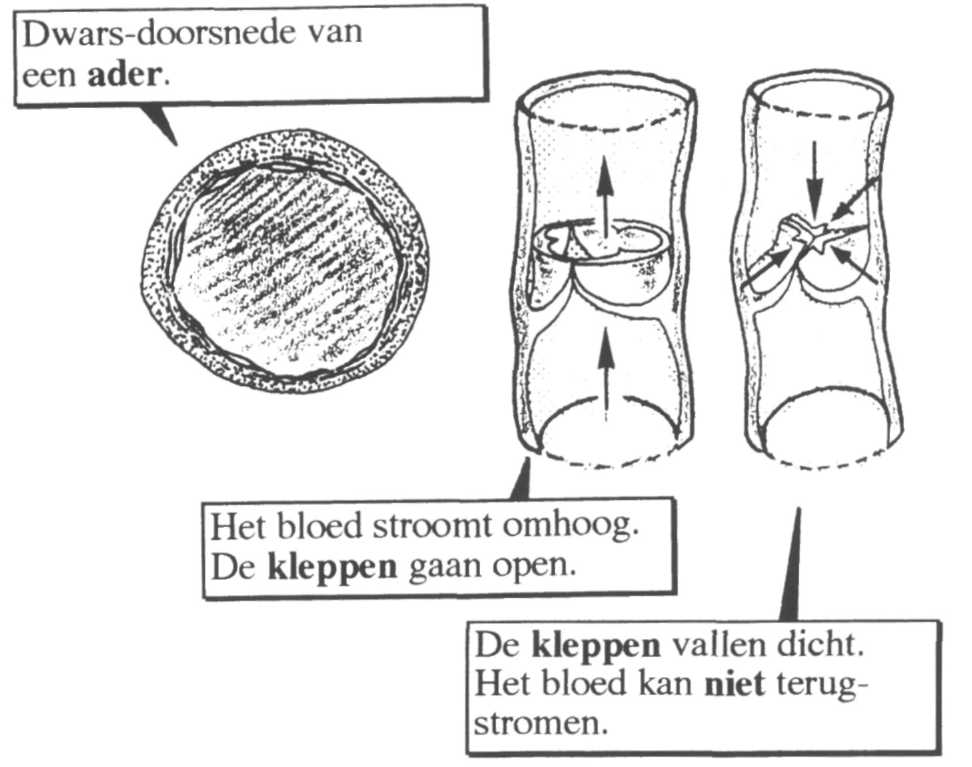 Dwars-doorsnede van
een ader.
Het bloed stroomt omhoog.
De kleppen gaan open.
De kleppen vallen dicht.
Het bloed kan niet terug-
stromen.